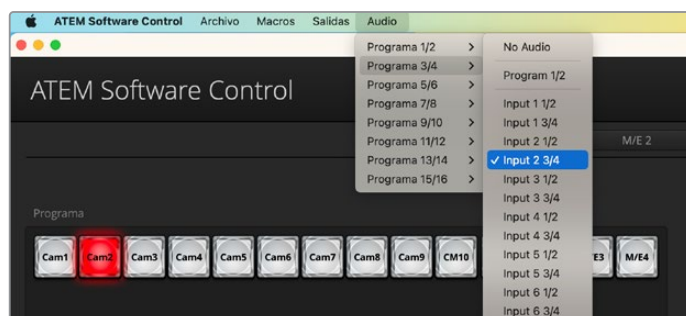 ATEM Software Control Archivo Macros Salidas Audio
Programa 1/2 >
Programa 3/4 >
Programa 5/6 >
Programa 7/8 >
Programa 9/10 >
Programa 11/12 >
Programa 13/14 >
Programa 15/16 >
No Audio
Program 1/2
Input 1 1/2
Input 1 3/4
Input 2 1/2
✓ Input 2 3/4
Input 3 1/2
Input 3 3/4
Input 4 1/2
Input 4 3/4
Input 5 1/2
Input 5 3/4
Input 6 1/2
Input 6 3/4
ATEM Software Control
M/E 2
Programa
Cam1 Cam2 Cam3 Cam4 Cam5 Cam6 Cam7 Cam8 Cam9 CM10 M/E4